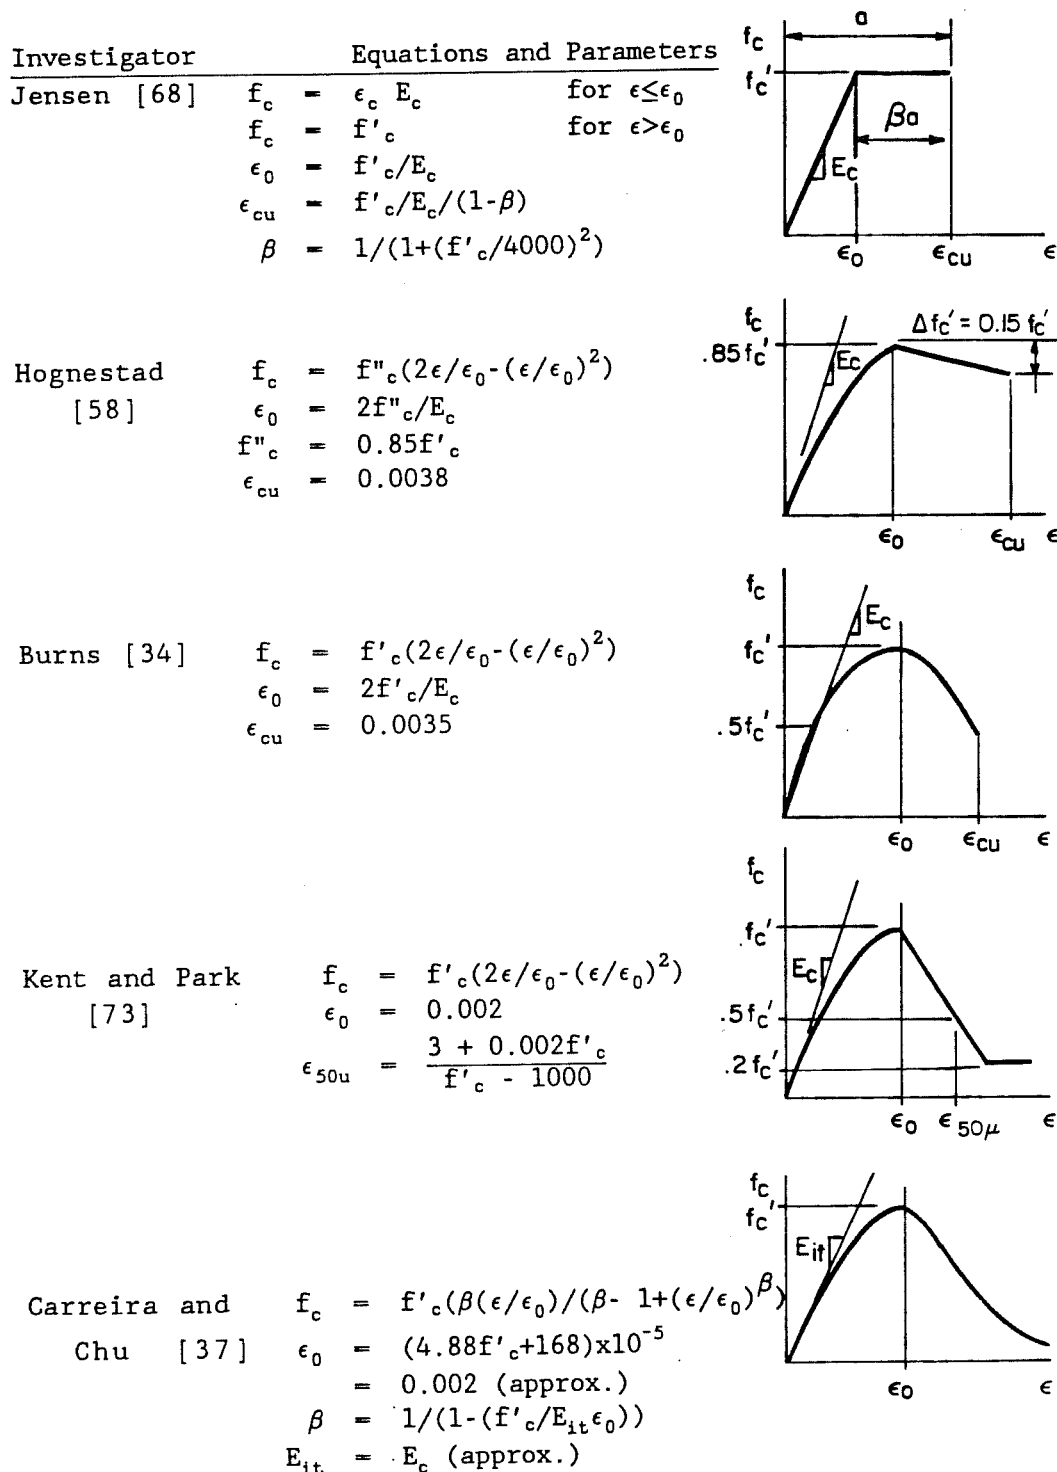 Investigator Equations and Parameters
Jensen [68] f_c = ε_c E_c for ε≤ε_0
f_c = f'_c for ε>ε_0
ε_0 = f'_c/E_c
ε_cu = f'_c/E_c/(1-β)
β = 1/(1+(f'_c/4000)^2)
f_c
a
f_c'
βa
E_c
ε_0 ε_cu ε
Hognestad f_c = f"_c(2ε/ε_0-(ε/ε_0)^2)
[58] ε_0 = 2f"_c/E_c
f"_c = 0.85f'_c
ε_cu = 0.0038
f_c
Δf_c' = 0.15 f_c'
.85f_c'
E_c
ε_0 ε_cu ε
Burns [34] f_c = f'_c(2ε/ε_0-(ε/ε_0)^2)
ε_0 = 2f'_c/E_c
ε_cu = 0.0035
f_c
E_c
f_c'
.5f_c'
ε_0 ε_cu ε
Kent and Park f_c = f'_c(2ε/ε_0-(ε/ε_0)^2)
[73] ε_0 = 0.002
ε_50u = 3 + 0.002f'_c
f'_c - 1000
f_c
f_c'
E_c
.5f_c'
.2f_c'
ε_0 ε_50μ ε
Carreira and f_c = f'_c(β(ε/ε_0)/(β- 1+(ε/ε_0)^β)
Chu [37] ε_0 = (4.88f'_c+168)x10^-5
= 0.002 (approx.)
β = 1/(1-(f'_c/E_itε_0))
E_it = E_c (approx.)
f_c
f_c'
E_it
ε_0 ε